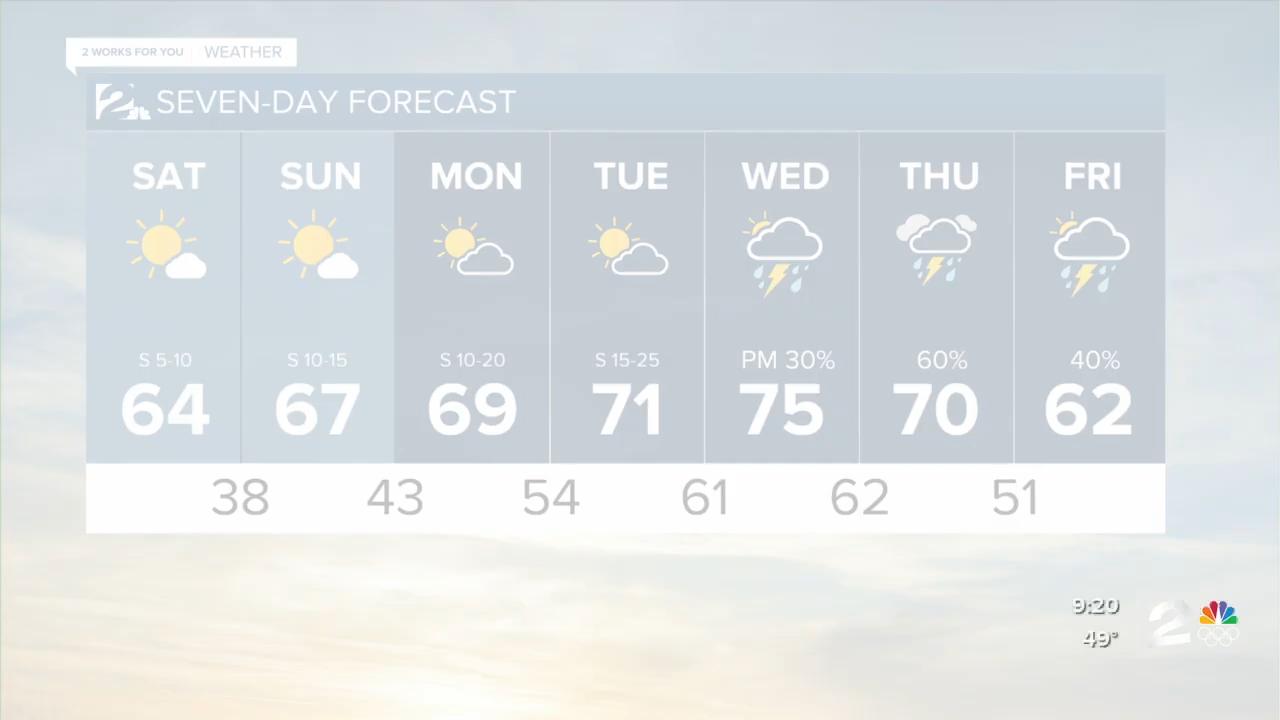 2 WORKS FOR YOU WEATHER
2 SEVEN-DAY FORECAST
SAT SUN MON TUE WED THU FRI
S 5-10 S 10-15 S 10-20 S 15-25 PM 30% 60% 40%
64 67 69 71 75 70 62
38 43 54 61 62 51
9:20
49° 2